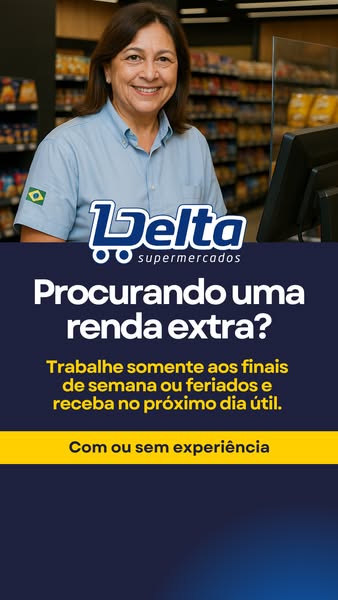 Delta
supermercados
Procurando uma
renda extra?
Trabalhe somente aos finais
de semana ou feriados e
receba no próximo dia útil.
Com ou sem experiência